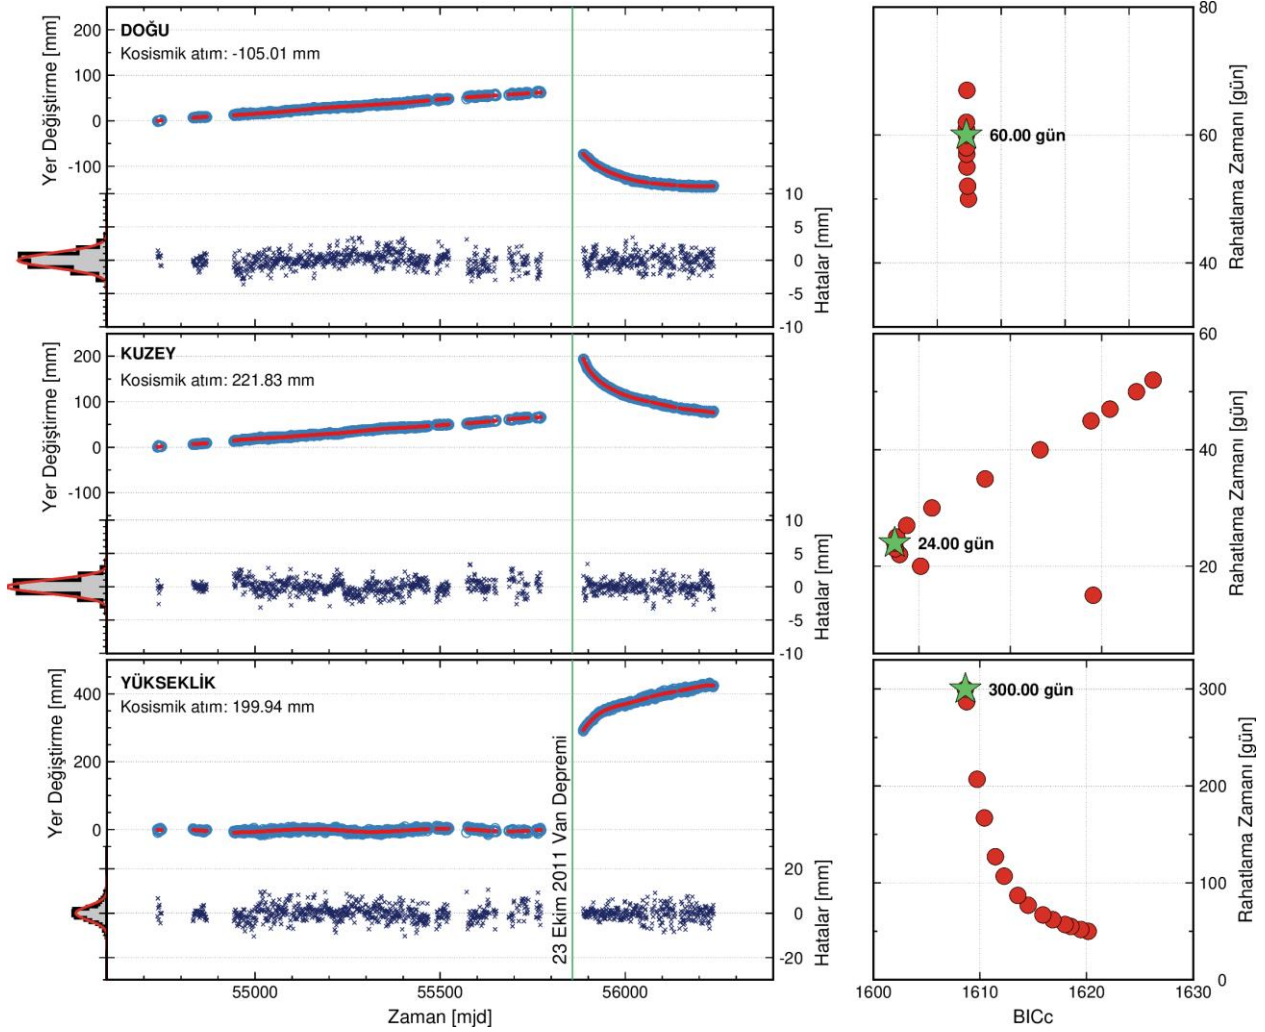 DOĞU
Kosismik atım: -105.01 mm
Yer Değiştirme [mm]
200
100
0
-100
10
5
0
-5
-10
Hatalar [mm]
60.00 gün
80
60
40
Rahatlama Zamanı [gün]
KUZEY
Kosismik atım: 221.83 mm
Yer Değiştirme [mm]
200
100
0
-100
10
5
0
-5
-10
Hatalar [mm]
24.00 gün
60
40
20
Rahatlama Zamanı [gün]
YÜKSEKLİK
Kosismik atım: 199.94 mm
Yer Değiştirme [mm]
400
200
0
20
0
-20
Hatalar [mm]
23 Ekim 2011 Van Depremi
55000 55500 56000
Zaman [mjd]
300.00 gün
300
200
100
0
Rahatlama Zamanı [gün]
1600 1610 1620 1630
BICc